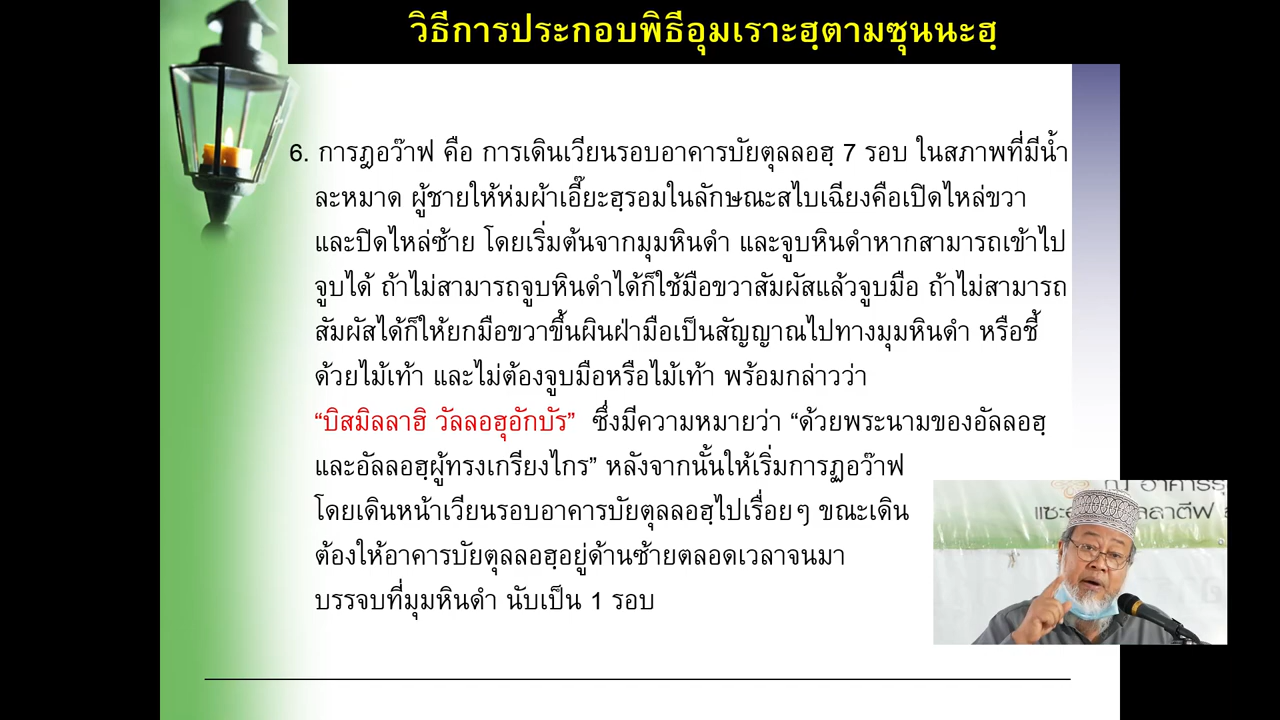 วิธีการประกอบพิธีอุมเราะฮฺตามซุนนะฮฺ
6. การฏอว๊าฟ คือ การเดินเวียนรอบอาคารบัยตุลลอฮฺ 7 รอบ ในสภาพที่มีน้ำ
ละหมาด ผู้ชายให้ห่มผ้าเอี๊ยะฮฺรอมในลักษณะสไบเฉียงคือเปิดไหล่ขวา
และปิดไหล่ซ้าย โดยเริ่มต้นจากมุมหินดำ และจูบหินดำหากสามารถเข้าไป
จูบได้ ถ้าไม่สามารถจูบหินดำได้ก็ใช้มือขวาสัมผัสแล้วจูบมือ ถ้าไม่สามารถ
สัมผัสได้ก็ให้ยกมือขวาขึ้นผินฝ่ามือเป็นสัญญาณไปทางมุมหินดำ หรือชี้
ด้วยไม้เท้า และไม่ต้องจูบมือหรือไม้เท้า พร้อมกล่าวว่า
“บิสมิลลาฮิ วัลลอฮุอักบัร” ซึ่งมีความหมายว่า “ด้วยพระนามของอัลลอฮฺ
และอัลลอฮฺผู้ทรงเกรียงไกร” หลังจากนั้นให้เริ่มการฏอว๊าฟ
โดยเดินหน้าเวียนรอบอาคารบัยตุลลอฮฺไปเรื่อยๆ ขณะเดิน
ต้องให้อาคารบัยตุลลอฮฺอยู่ด้านซ้ายตลอดเวลาจนมา
บรรจบที่มุมหินดำ นับเป็น 1 รอบ
ณ อาคาร